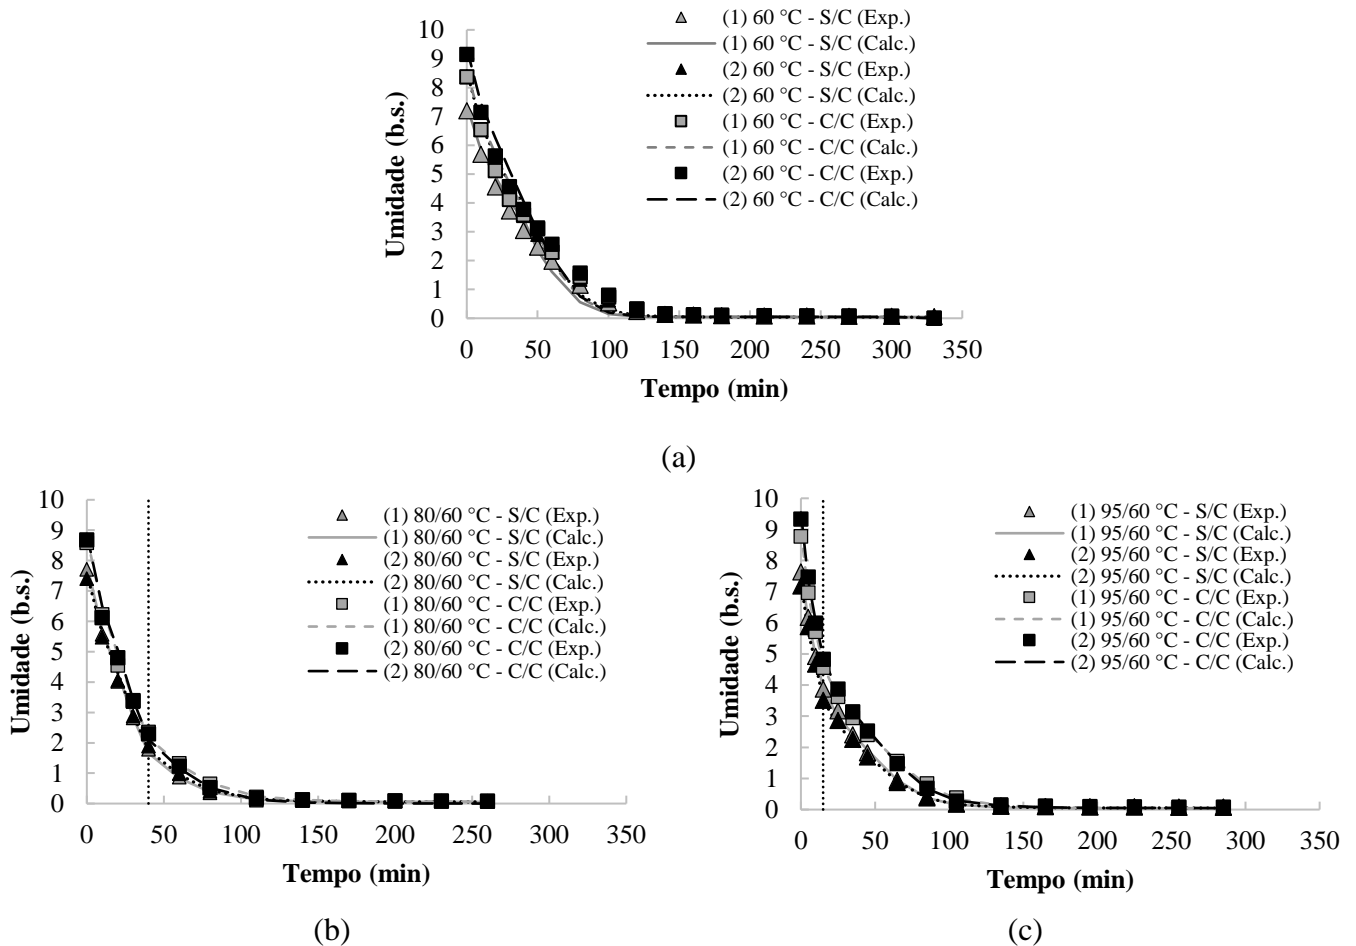 (1) 60 °C - S/C (Exp.)
(1) 60 °C - S/C (Calc.)
(2) 60 °C - S/C (Exp.)
(2) 60 °C - S/C (Calc.)
(1) 60 °C - C/C (Exp.)
(1) 60 °C - C/C (Calc.)
(2) 60 °C - C/C (Exp.)
(2) 60 °C - C/C (Calc.)
Umidade (b.s.)
10
9
8
7
6
5
4
3
2
1
0
0 50 100 150 200 250 300 350
Tempo (min)
(a)
(1) 80/60 °C - S/C (Exp.)
(1) 80/60 °C - S/C (Calc.)
(2) 80/60 °C - S/C (Exp.)
(2) 80/60 °C - S/C (Calc.)
(1) 80/60 °C - C/C (Exp.)
(1) 80/60 °C - C/C (Calc.)
(2) 80/60 °C - C/C (Exp.)
(2) 80/60 °C - C/C (Calc.)
Umidade (b.s.)
10
9
8
7
6
5
4
3
2
1
0
0 50 100 150 200 250 300 350
Tempo (min)
(b)
(1) 95/60 °C - S/C (Exp.)
(1) 95/60 °C - S/C (Calc.)
(2) 95/60 °C - S/C (Exp.)
(2) 95/60 °C - S/C (Calc.)
(1) 95/60 °C - C/C (Exp.)
(1) 95/60 °C - C/C (Calc.)
(2) 95/60 °C - C/C (Exp.)
(2) 95/60 °C - C/C (Calc.)
Umidade (b.s.)
10
9
8
7
6
5
4
3
2
1
0
0 50 100 150 200 250 300 350
Tempo (min)
(c)